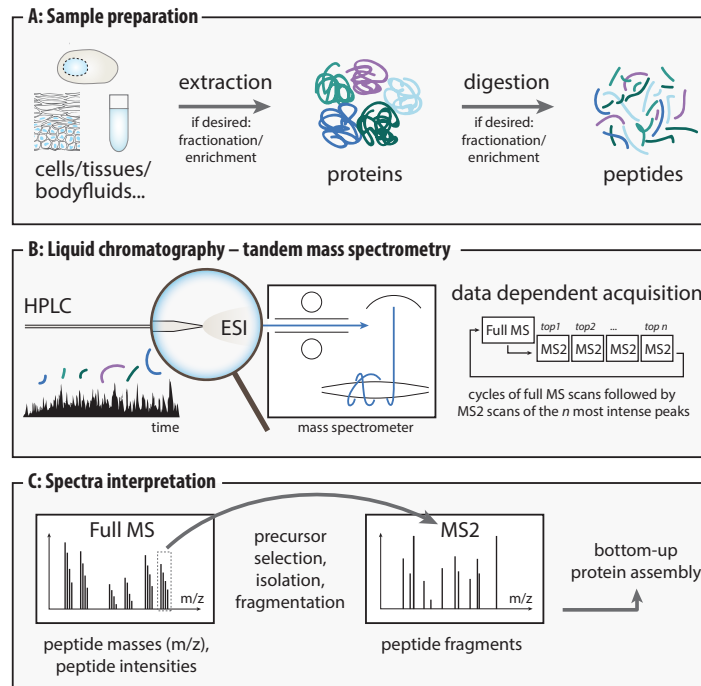 A: Sample preparation
extraction
if desired:
fractionation/
enrichment
digestion
if desired:
fractionation/
enrichment
cells/tissues/
bodyfluids...
proteins
peptides
B: Liquid chromatography – tandem mass spectrometry
HPLC
ESI
time
mass spectrometer
data dependent acquisition
Full MS
top1
top2
...
top n
MS2
MS2
MS2
MS2
cycles of full MS scans followed by
MS2 scans of the n most intense peaks
C: Spectra interpretation
Full MS
m/z
peptide masses (m/z),
peptide intensities
precursor
selection,
isolation,
fragmentation
MS2
m/z
peptide fragments
bottom-up
protein assembly